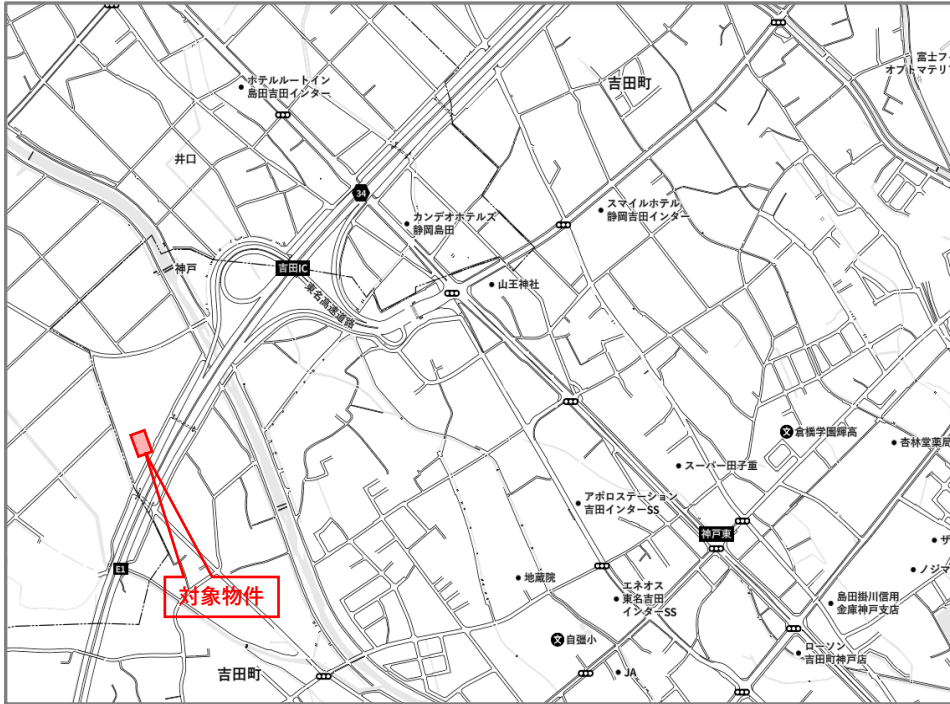 富士フ
オプトマテリア
吉田町
ホテルルートイン
島田吉田インター
井口
34
スマイルホテル
静岡吉田インター
カンデオホテルズ
静岡島田
神戸
吉田IC
山王神社
東名高速道路
倉橋学園輝高
杏林堂薬局
スーパー田子重
アポロステーション
吉田インターSS
神戸東
ザ
E1
対象物件
地蔵院
エネオス
東名吉田
インターSS
ノジマ
島田掛川信用
金庫神戸支店
文
自彊小
ローソン
吉田町神戸店
吉田町
JA
文